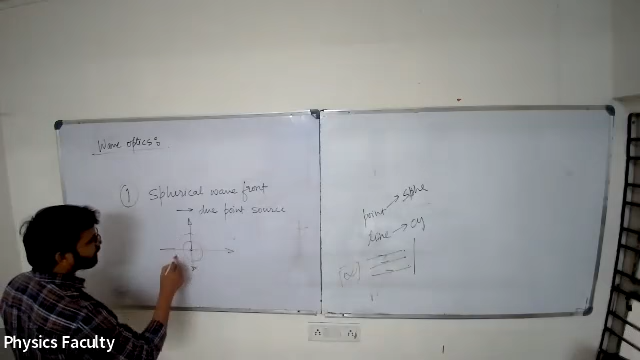 Wave optics:
① Spherical wave front
→ due point source
point → sphe
line → cy
(∝)
Physics Faculty